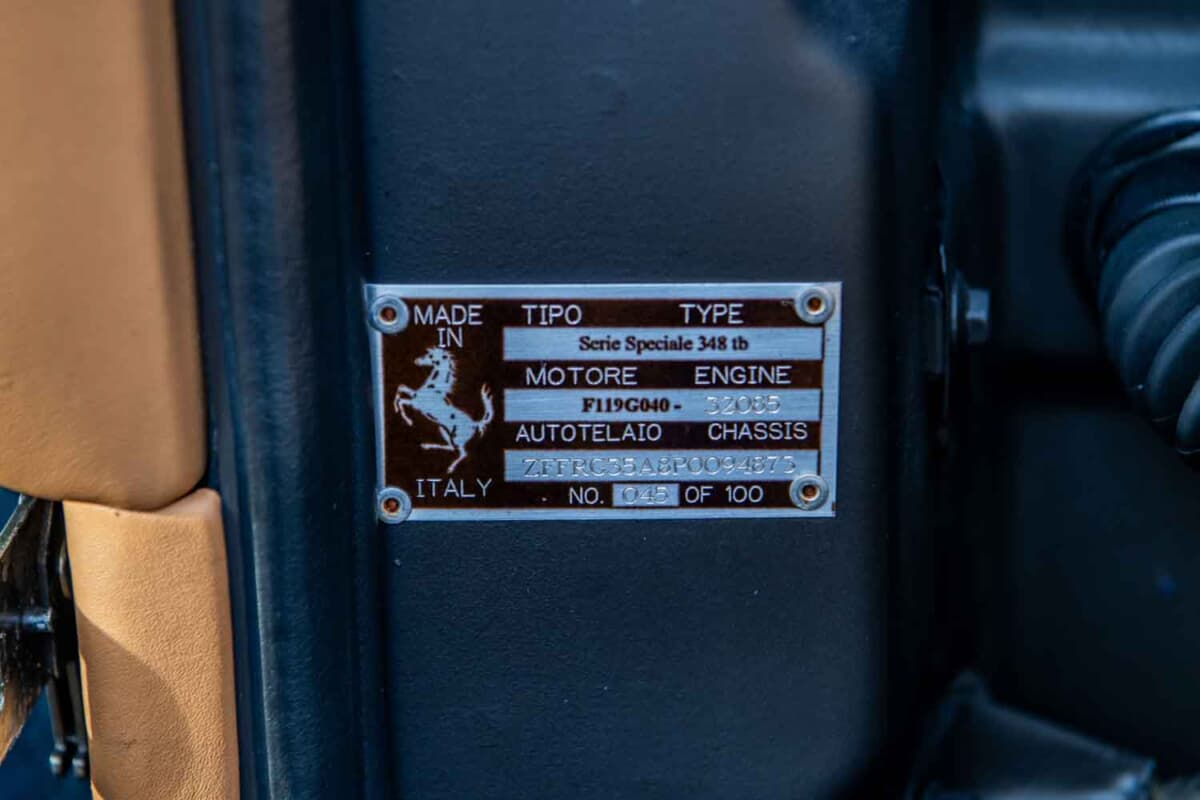 MADE IN ITALY
TIPO TYPE
Serie Speciale 348 tb
MOTORE ENGINE
F119G040- 32085
AUTOTELAIO CHASSIS
ZFFRG35A8P0094873
NO. 045 OF 100